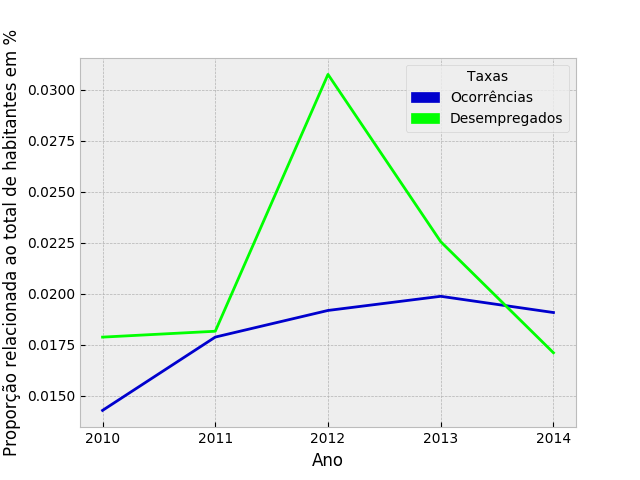 Proporção relacionada ao total de habitantes em %
0.0300
0.0275
0.0250
0.0225
0.0200
0.0175
0.0150
Taxas
Ocorrências
Desempregados
2010 2011 2012 2013 2014
Ano